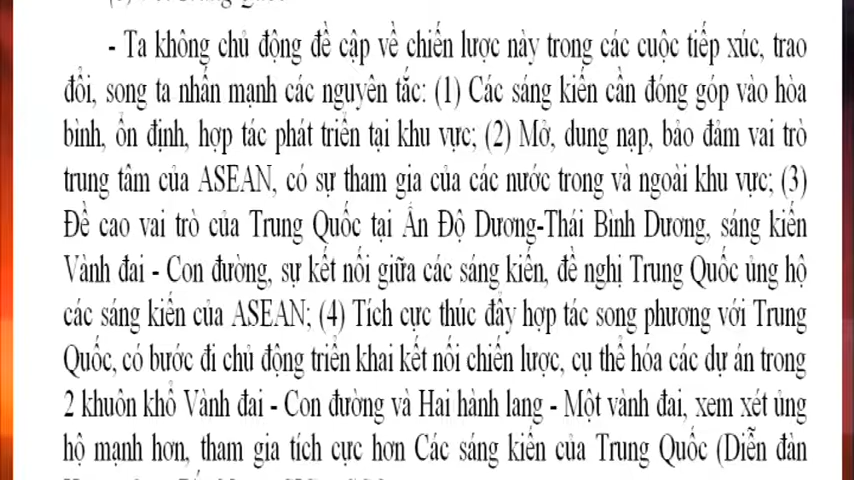 - Ta không chủ động đề cập về chiến lược này trong các cuộc tiếp xúc, trao
đổi, song ta nhấn mạnh các nguyên tắc: (1) Các sáng kiến cần đóng góp vào hòa
bình, ổn định, hợp tác phát triển tại khu vực; (2) Mở, dung nạp, bảo đảm vai trò
trung tâm của ASEAN, có sự tham gia của các nước trong và ngoài khu vực; (3)
Đề cao vai trò của Trung Quốc tại Ấn Độ Dương-Thái Bình Dương, sáng kiến
Vành đai - Con đường, sự kết nối giữa các sáng kiến, đề nghị Trung Quốc ủng hộ
các sáng kiến của ASEAN; (4) Tích cực thúc đẩy hợp tác song phương với Trung
Quốc, có bước đi chủ động triển khai kết nối chiến lược, cụ thể hóa các dự án trong
2 khuôn khổ Vành đai - Con đường và Hai hành lang - Một vành đai, xem xét ủng
hộ mạnh hơn, tham gia tích cực hơn Các sáng kiến của Trung Quốc (Diễn đàn